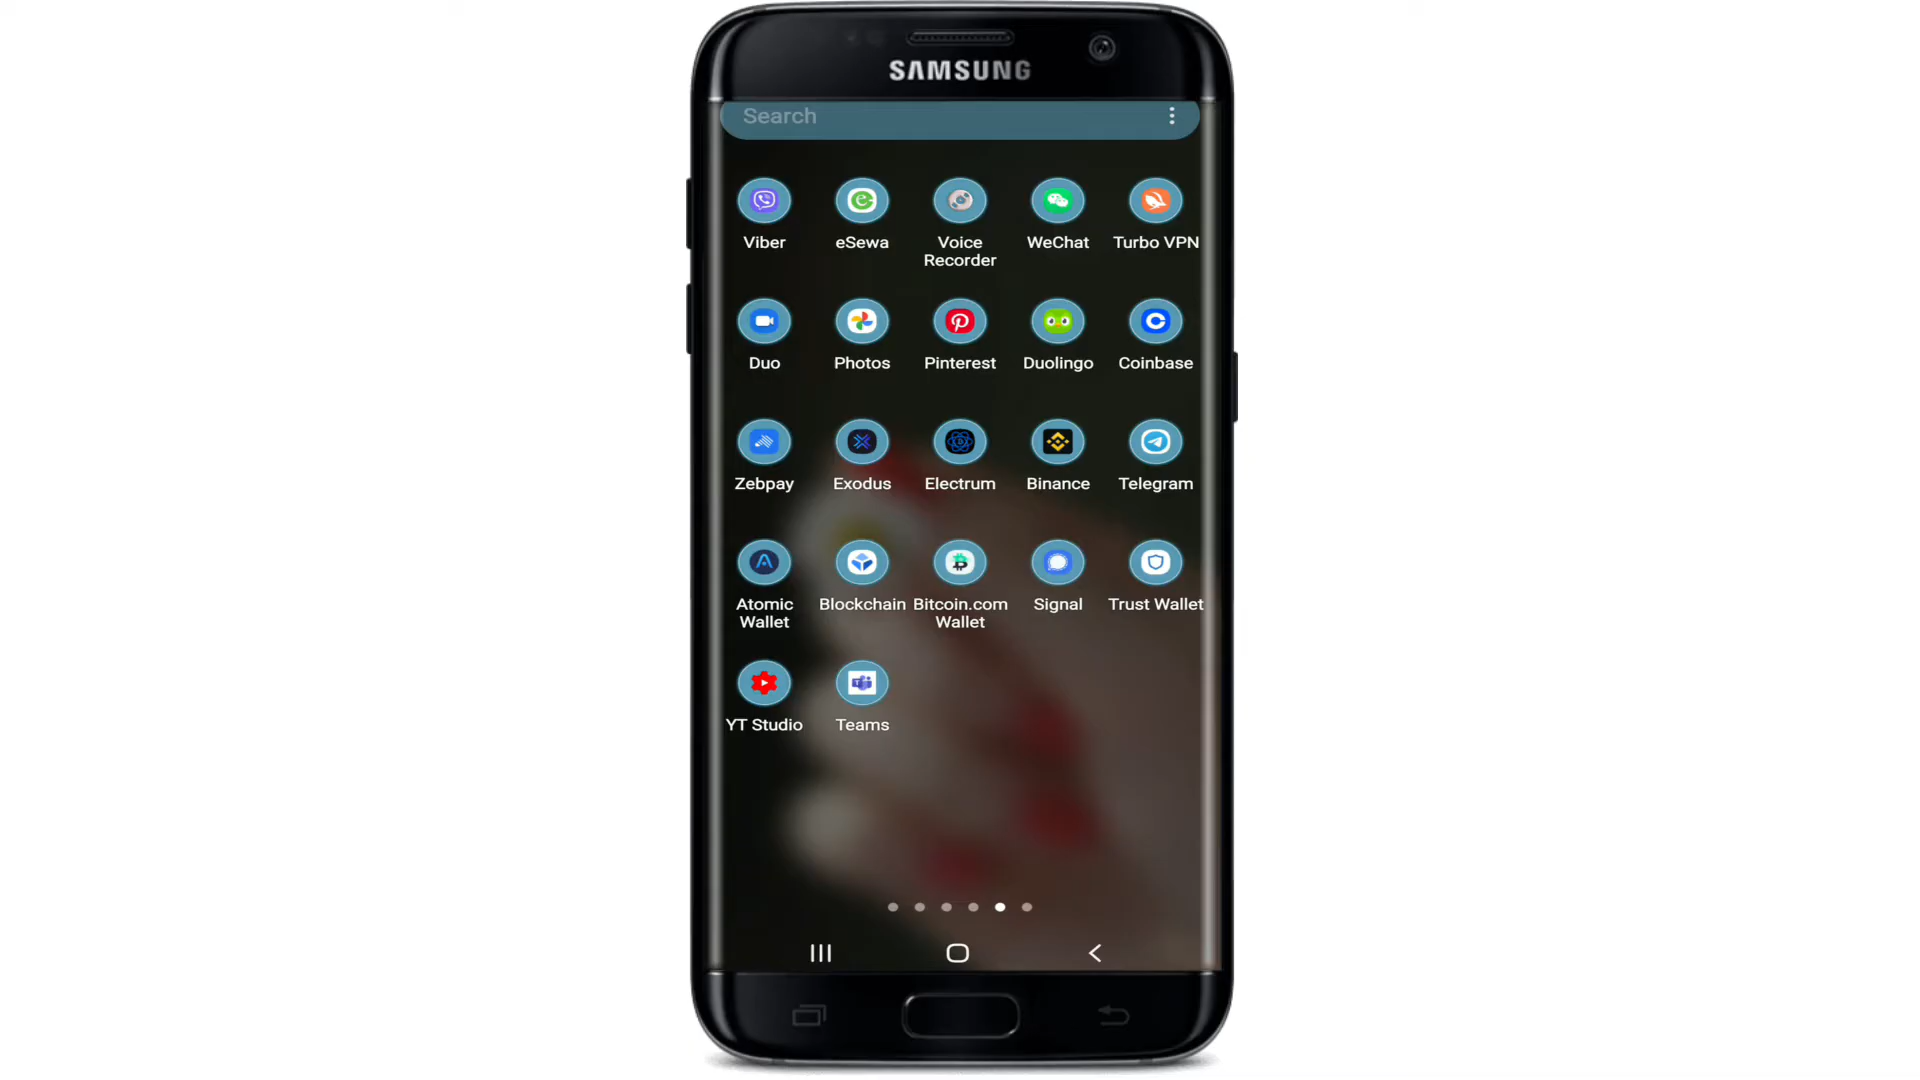 SAMSUNG
Search
Viber
eSewa
Voice
Recorder
WeChat
Turbo VPN
Duo
Photos
Pinterest
Duolingo
Coinbase
Zebpay
Exodus
Electrum
Binance
Telegram
Atomic
Wallet
Blockchain
Bitcoin.com
Wallet
Signal
Trust Wallet
YT Studio
Teams